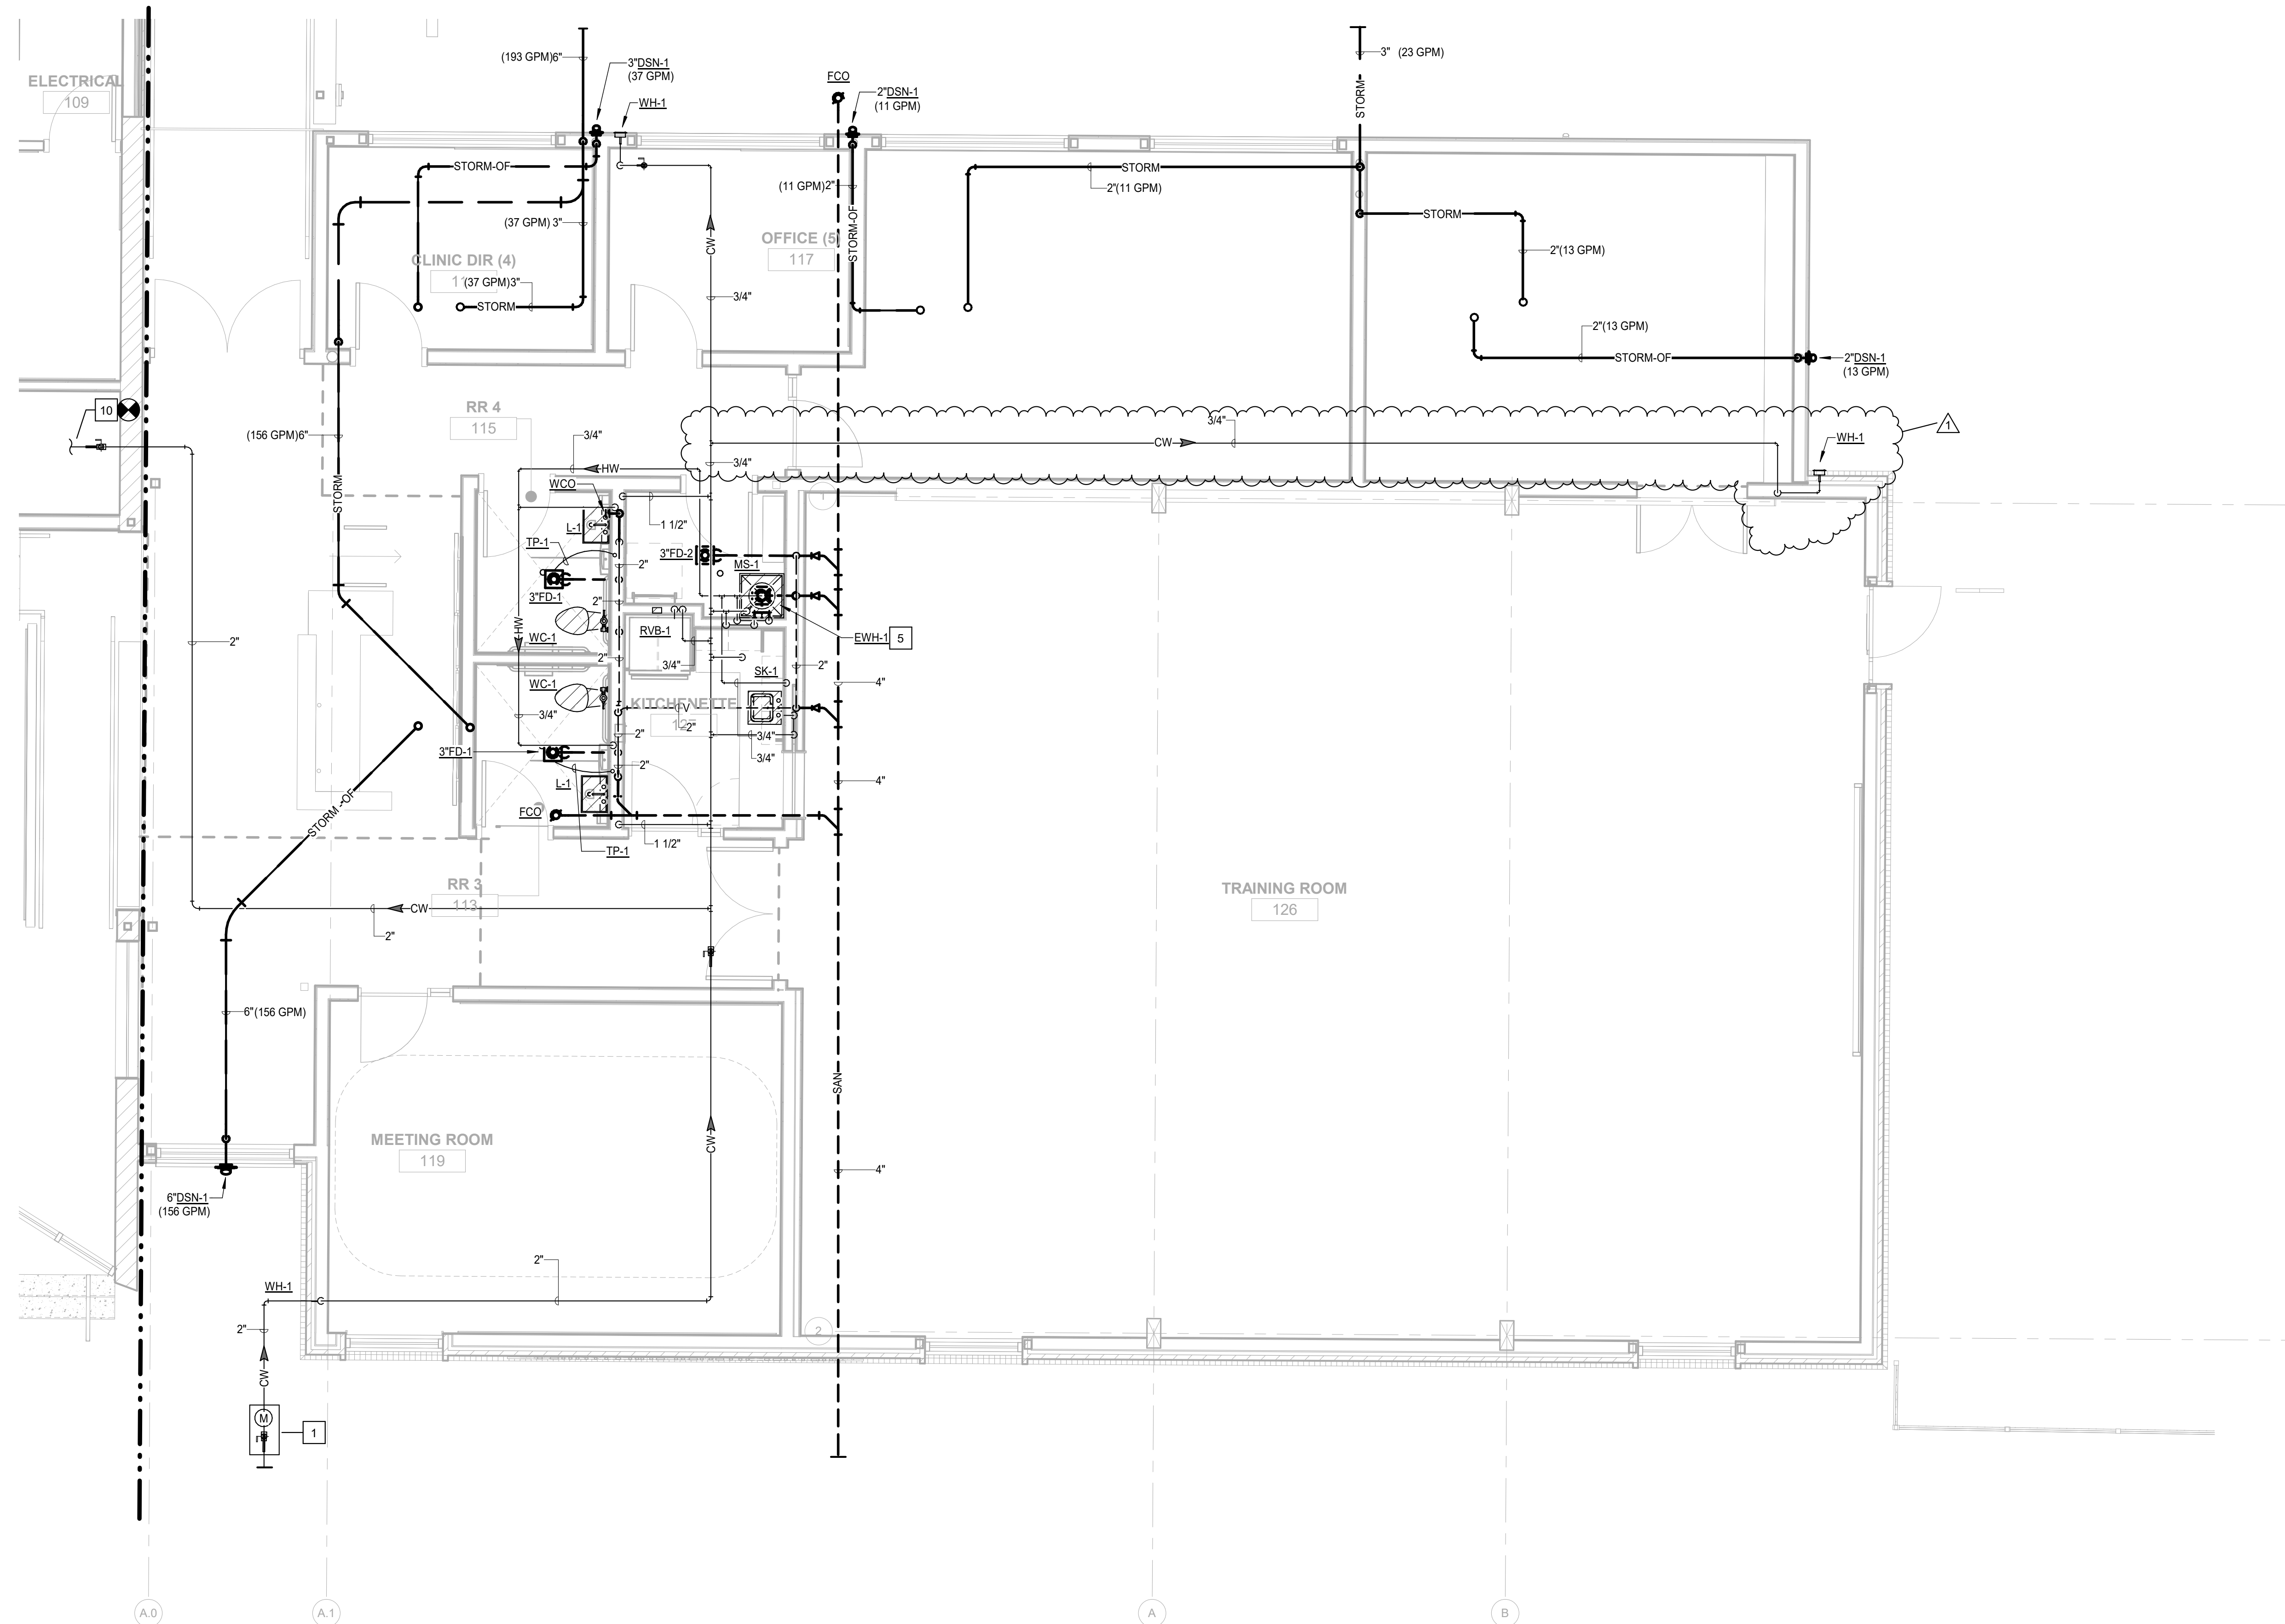 (193 GPM)6"
3"DSN-1
(37 GPM)
WH-1
FCO
2"DSN-1
(11 GPM)
3" (23 GPM)
STORM
ELECTRICAL
109
STORM-OF
(11 GPM)2"
STORM-OF
STORM
2"(11 GPM)
(37 GPM) 3"
STORM
CW
OFFICE (5)
117
CLINIC DIR (4)
(37 GPM)3"
STORM
3/4"
2"(13 GPM)
2"(13 GPM)
STORM-OF
2"DSN-1
(13 GPM)
10
RR 4
115
(156 GPM)6"
3/4"
3/4"
CW
WH-1
1
HW
3/4"
STORM
WCO
1
L-1
1 1/2"
TP-1
3"FD-2
2"
MS-1
3"FD-1
2"
HW
RVB-1
EWH-1
5
WC-1
2"
3/4"
2"
2"
SK-1
WC-1
4"
KITCHENETTE
V
3/4"
2"
2"
3/4"
3"FD-1
3/4"
2"
L-1
4"
STORM - OF
FCO
1 1/2"
TP-1
RR 3
113
TRAINING ROOM
126
CW
2"
6"(156 GPM)
SAN
MEETING ROOM
119
CW
4"
6"DSN-1
(156 GPM)
2"
WH-1
2"
2
CW
M
1
A.0
A.1
A
B